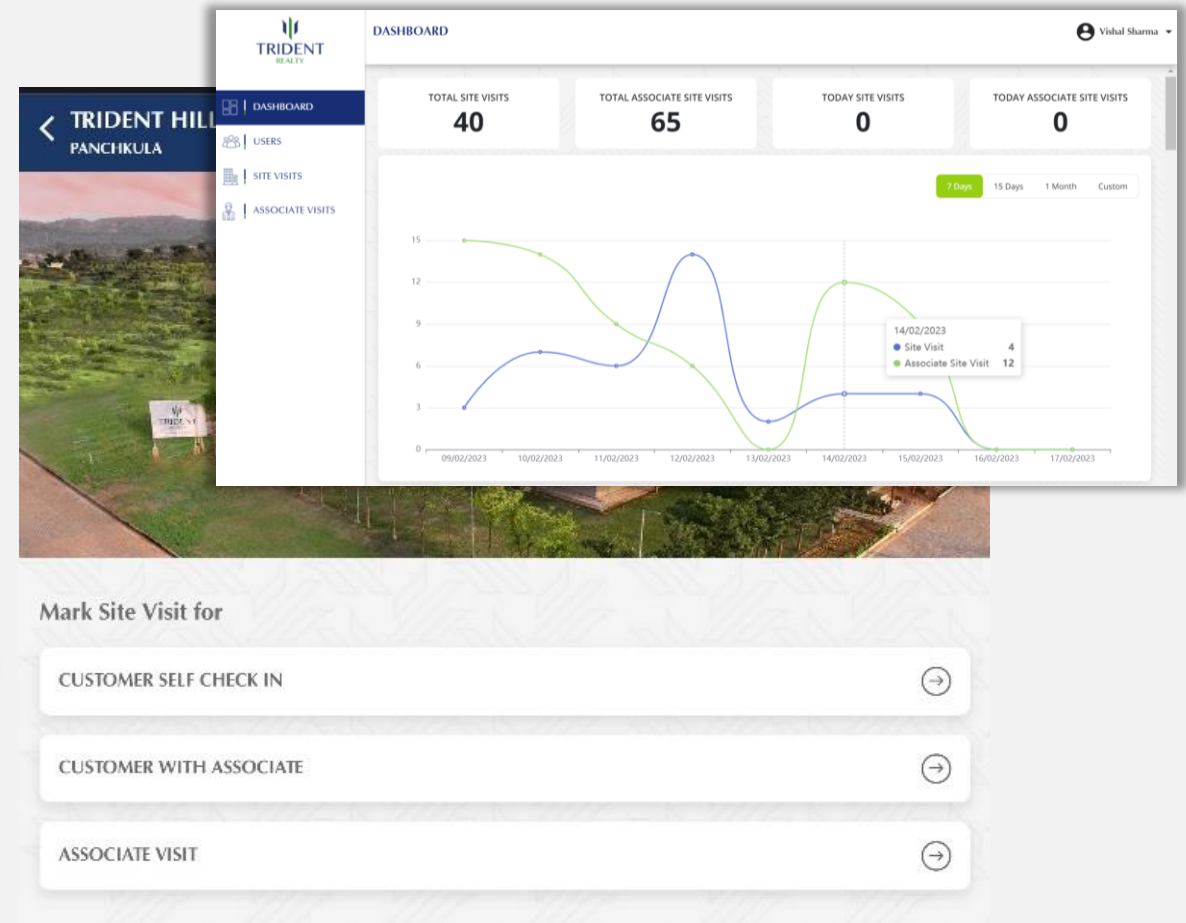 TRIDENT
REALTY
DASHBOARD
Vishal Sharma
DASHBOARD
USERS
SITE VISITS
ASSOCIATE VISITS
TOTAL SITE VISITS
40
TOTAL ASSOCIATE SITE VISITS
65
TODAY SITE VISITS
0
TODAY ASSOCIATE SITE VISITS
0
7 Days 15 Days 1 Month Custom
15
12
9
6
3
0
09/02/2023 10/02/2023 11/02/2023 12/02/2023 13/02/2023 14/02/2023 15/02/2023 16/02/2023 17/02/2023
14/02/2023
Site Visit 4
Associate Site Visit 12
TRIDENT HILL
PANCHKULA
TRIDENT
Mark Site Visit for
CUSTOMER SELF CHECK IN
CUSTOMER WITH ASSOCIATE
ASSOCIATE VISIT